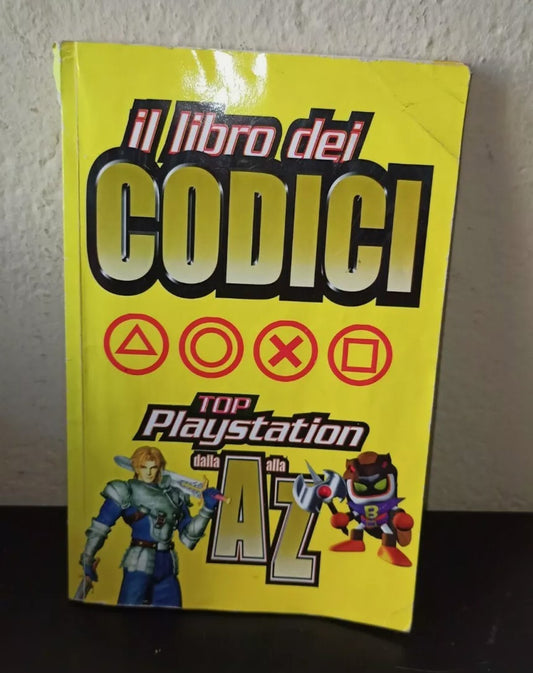 il libro dei
CODICI
TOP
Playstation
dalla alla
A Z
B